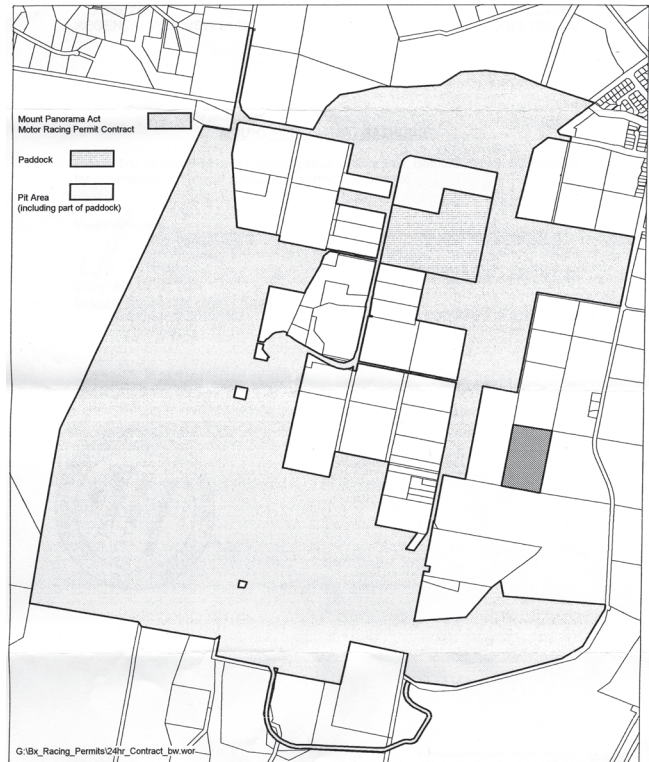 Mount Panorama Act
Motor Racing Permit Contract
Paddock
Pit Area
(including part of paddock)
G:\Bx_Racing_Permits\24hr_Contract_bw.wor